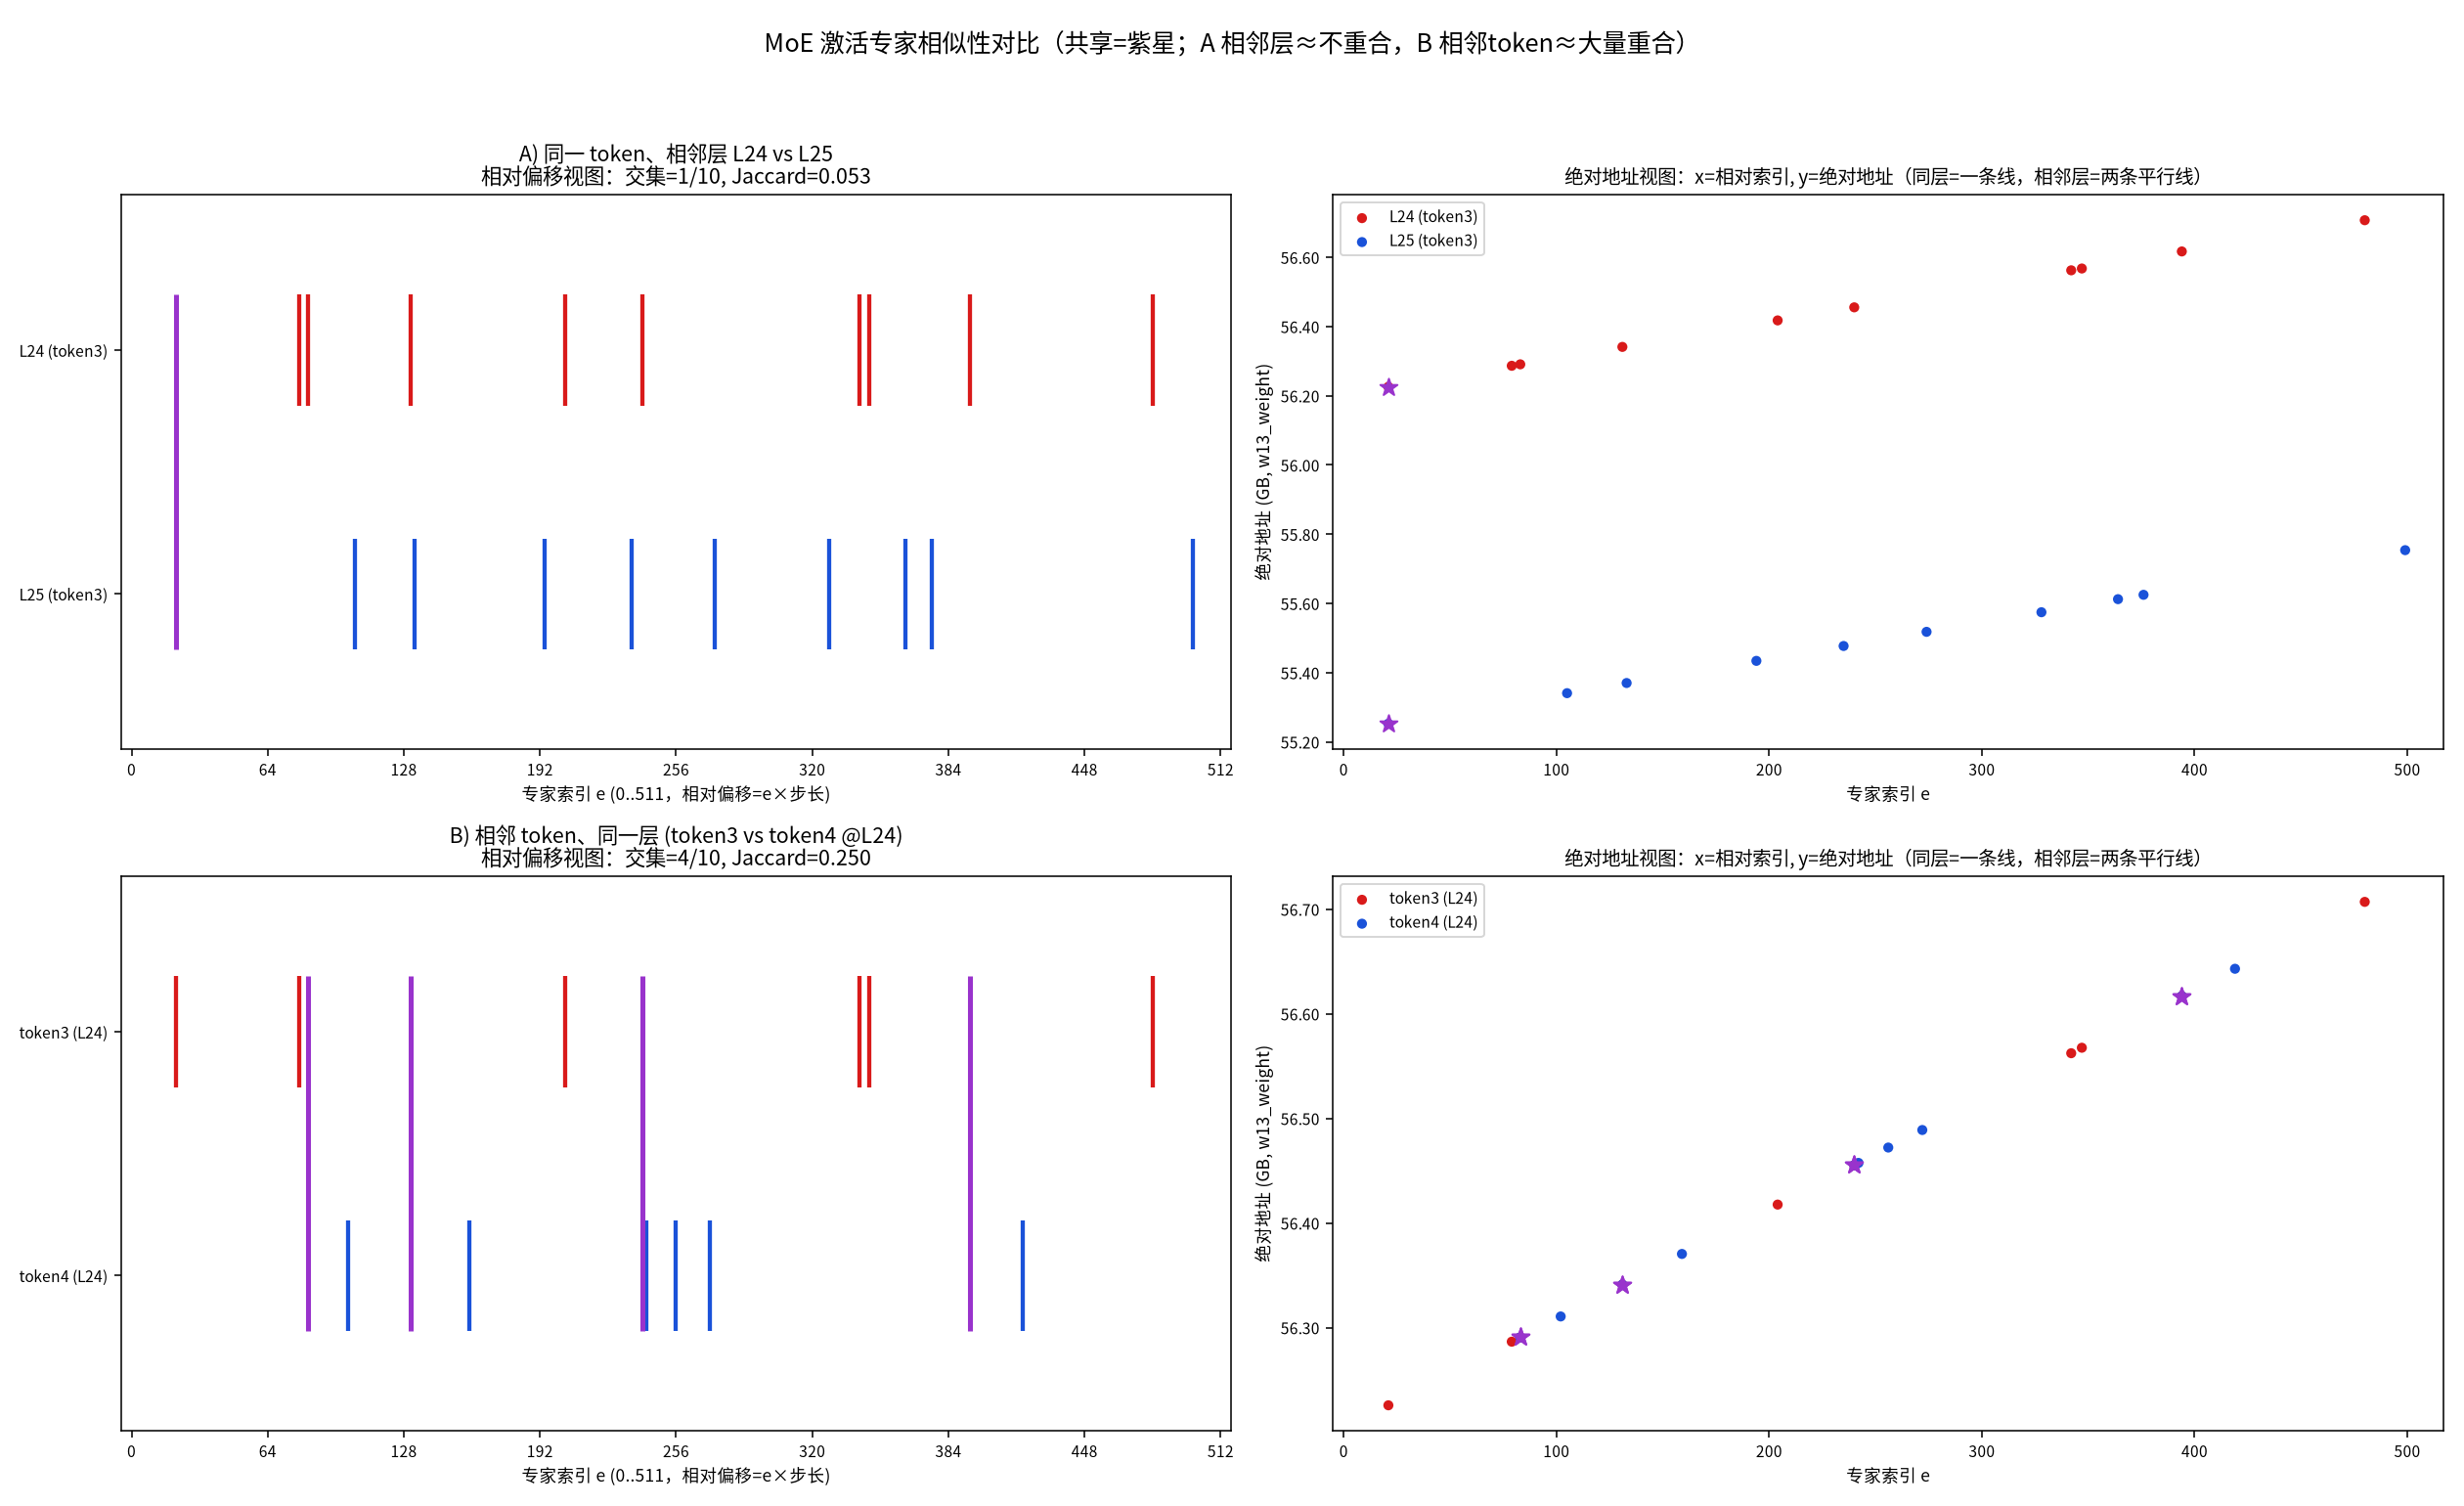 MoE 激活专家相似性对比（共享=紫星；A 相邻层≈不重合，B 相邻token≈大量重合）
A) 同一 token、相邻层 L24 vs L25
相对偏移视图：交集=1/10, Jaccard=0.053
L24 (token3)
L25 (token3)
0 64 128 192 256 320 384 448 512
专家索引 e (0..511，相对偏移=e×步长)
绝对地址视图：x=相对索引, y=绝对地址（同层=一条线，相邻层=两条平行线）
L24 (token3)
L25 (token3)
绝对地址 (GB, w13_weight)
56.60
56.40
56.20
56.00
55.80
55.60
55.40
55.20
0 100 200 300 400 500
专家索引 e
B) 相邻 token、同一层 (token3 vs token4 @L24)
相对偏移视图：交集=4/10, Jaccard=0.250
token3 (L24)
token4 (L24)
0 64 128 192 256 320 384 448 512
专家索引 e (0..511，相对偏移=e×步长)
绝对地址视图：x=相对索引, y=绝对地址（同层=一条线，相邻层=两条平行线）
token3 (L24)
token4 (L24)
绝对地址 (GB, w13_weight)
56.70
56.60
56.50
56.40
56.30
0 100 200 300 400 500
专家索引 e